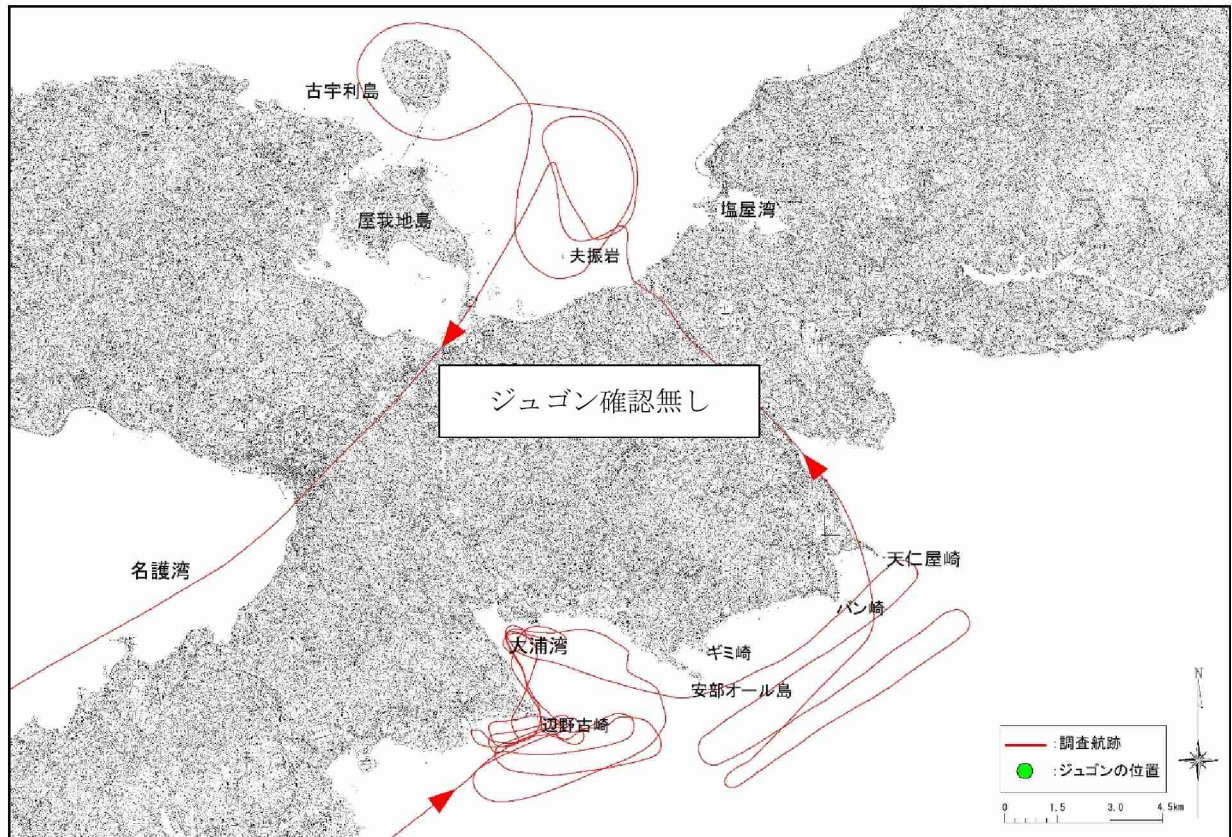 古宇利島
屋我地島
塩屋湾
夫振岩
ジュゴン確認無し
名護湾
天仁屋崎
バン崎
大浦湾
ギミ崎
安部オール島
辺野古崎
N
:調査航跡
:ジュゴンの位置
0 1.5 3.0 4.5km